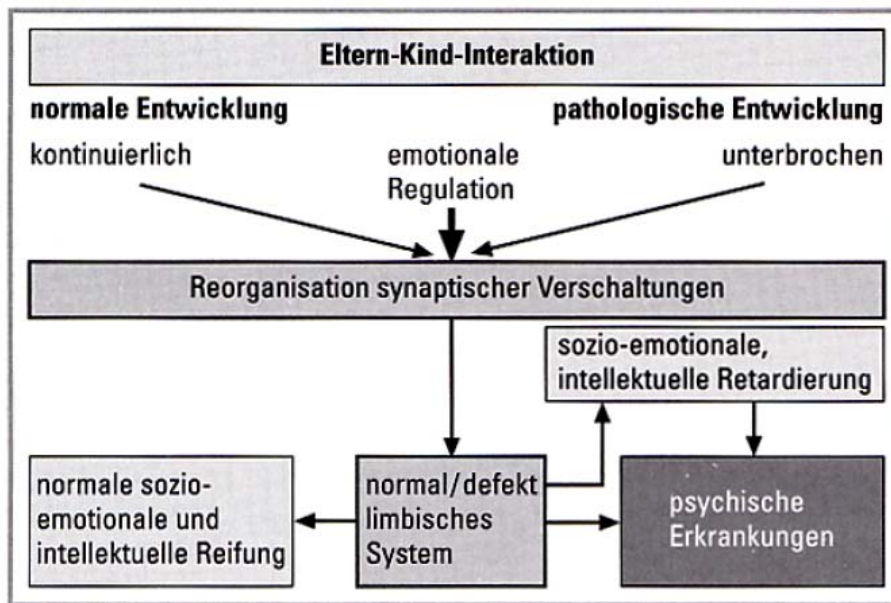 Eltern-Kind-Interaktion
normale Entwicklung
pathologische Entwicklung
kontinuierlich
emotionale
Regulation
unterbrochen
Reorganisation synaptischer Verschaltungen
sozio-emotionale,
intellektuelle Retardierung
normale sozio-
emotionale und
intellektuelle Reifung
normal/defekt
limbisches
System
psychische
Erkrankungen